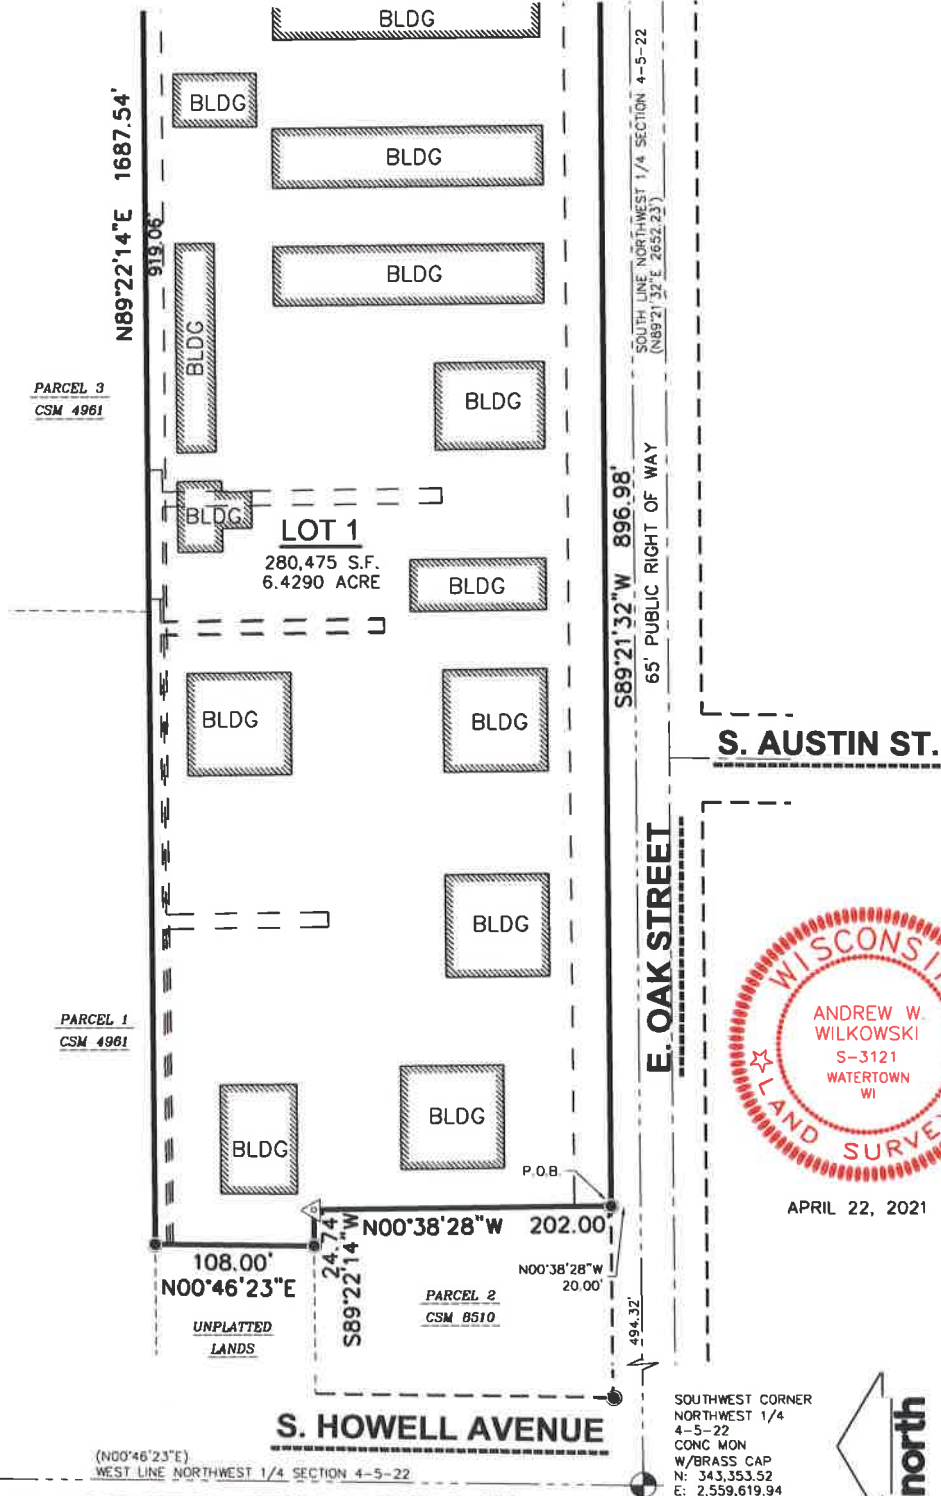 BLDG
BLDG
BLDG
BLDG
BLDG
BLDG
BLDG
LOT 1
280,475 S.F.
6.4290 ACRE
BLDG
BLDG
BLDG
BLDG
BLDG
BLDG
N89°22'14"E 1687.54'
919.06'
PARCEL 3
CSM 4961
PARCEL 1
CSM 4961
SOUTH LINE NORTHWEST 1/4 SECTION 4-5-22
(N89°21'32"E 2652.23')
S89°21'32"W 896.98'
65' PUBLIC RIGHT OF WAY
S. AUSTIN ST.
E. OAK STREET
WISCONSIN
ANDREW W.
WILKOWSKI
S-3121
WATERTOWN
WI
LAND SURVEY
APRIL 22, 2021
P.O.B.
N00°38'28"W 202.00'
108.00'
N00°46'23"E
24.74'
S89°22'14"W
N00°38'28"W
20.00'
PARCEL 2
CSM 8510
UNPLATTED
LANDS
494.32'
S. HOWELL AVENUE
(N00°46'23"E)
WEST LINE NORTHWEST 1/4 SECTION 4-5-22
SOUTHWEST CORNER
NORTHWEST 1/4
4-5-22
CONC MON
W/BRASS CAP
N: 343,353.52
E: 2,559,619.94
north